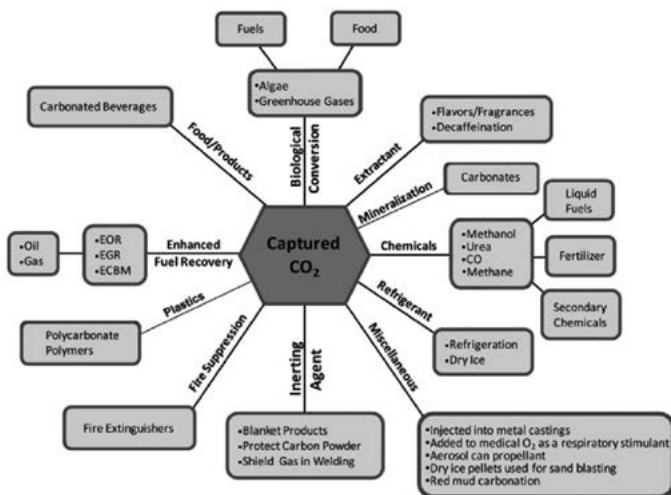 Fuels
Food
•Algae
•Greenhouse Gases
Carbonated Beverages
•Flavors/Fragrances
•Decaffeination
Food/Products
Biological
Conversion
Extractant
Mineralization
Carbonates
Liquid
Fuels
•Oil
•Gas
•EOR
•EGR
•ECBM
Enhanced
Fuel Recovery
Captured
CO₂
Chemicals
•Methanol
•Urea
•CO
•Methane
Fertilizer
Secondary
Chemicals
Plastics
Polycarbonate
Polymers
Fire Suppression
Inerting
Agent
Refrigerant
Miscellaneous
•Refrigeration
•Dry Ice
Fire Extinguishers
•Blanket Products
•Protect Carbon Powder
•Shield Gas in Welding
•Injected into metal castings
•Added to medical O₂ as a respiratory stimulant
•Aerosol can propellant
•Dry ice pellets used for sand blasting
•Red mud carbonation